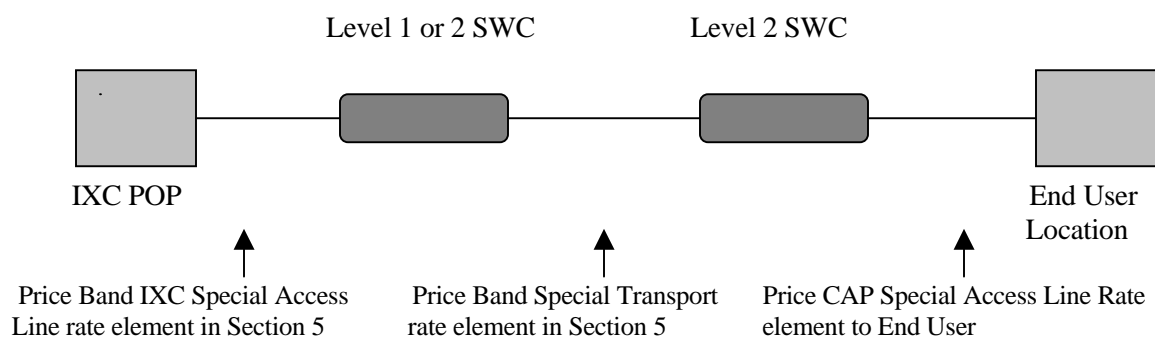 Level 1 or 2 SWC
Level 2 SWC
IXC POP
End User
Location
Price Band IXC Special Access
Line rate element in Section 5
Price Band Special Transport
rate element in Section 5
Price CAP Special Access Line Rate
element to End User